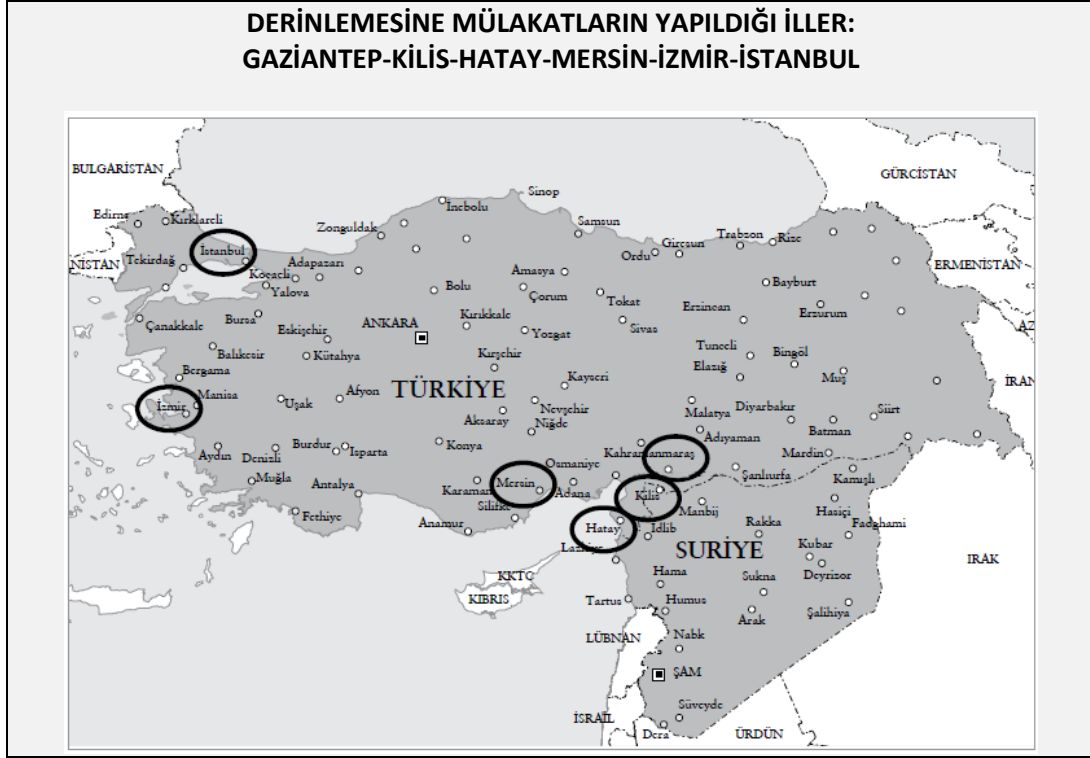 DERİNLEMESİNE MÜLAKATLARIN YAPILDIĞI İLLER:
GAZİANTEP-KİLİS-HATAY-MERSİN-İZMİR-İSTANBUL
BULGARİSTAN
GÜRCİSTAN
Sinop
İnebolu
Edirne
Kırklareli
Zonguldak
Samsun
Trabzon
Rize
Giresun
Ordu
İstanbul
NİSTAN
Tekirdağ
Kocaeli
Adapazarı
ERMENİSTAN
Amasya
Yalova
Bolu
Çorum
Tokat
Bayburt
Erzincan
Erzurum
Çanakkale
Bursa
Eskişehir
ANKARA
Kırıkkale
Yozgat
Sivas
AZ
Balıkesir
Kütahya
Kırşehir
Tunceli
Elazığ
Bingöl
Bergama
Muş
İRAN
Manisa
İzmir
Uşak
Afyon
TÜRKİYE
Kayseri
Nevşehir
Niğde
Aksaray
Malatya
Diyarbakır
Siirt
Batman
Adıyaman
Aydın
Denizli
Burdur
Isparta
Konya
Kahramanmaraş
Mardin
Osmaniye
Şanlıurfa
Kamışlı
Muğla
Antalya
Karaman
Mersin
Adana
Kilis
Manbij
Hasiçi
Fethiye
Silifke
Anamur
Hatay
İdlib
Rakka
Fadghami
Lazkiye
SURİYE
Kubar
IRAK
KKTC
Hama
Sukna
Deyrizor
KIBRIS
Tartus
Humus
Arak
Şalihiya
LÜBNAN
Nabk
ŞAM
İSRAİL
Süveyde
Dera
ÜRDÜN